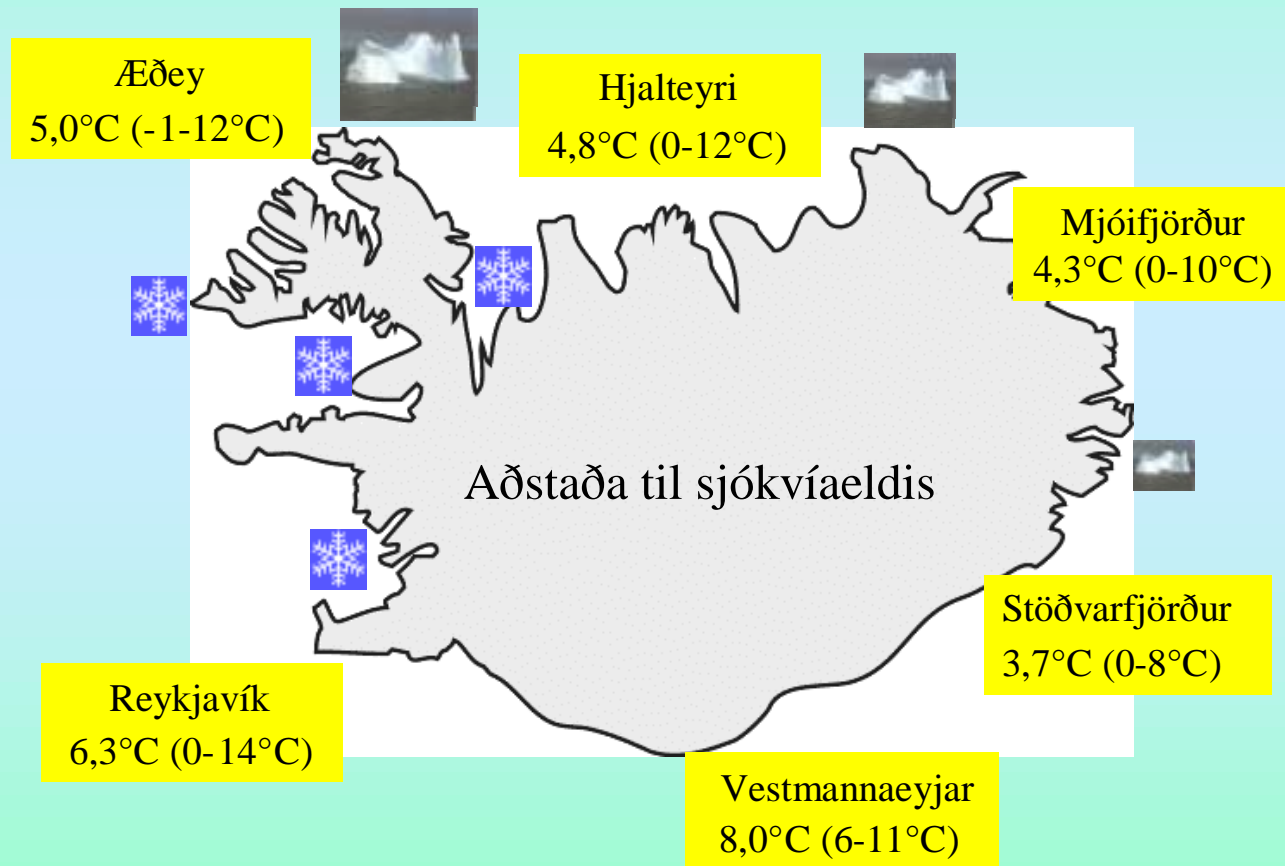 Æðey
5,0°C (-1-12°C)
Hjalteyri
4,8°C (0-12°C)
Mjóifjörður
4,3°C (0-10°C)
Aðstaða til sjókvíaeldis
Stöðvarfjörður
3,7°C (0-8°C)
Reykjavík
6,3°C (0-14°C)
Vestmannaeyjar
8,0°C (6-11°C)